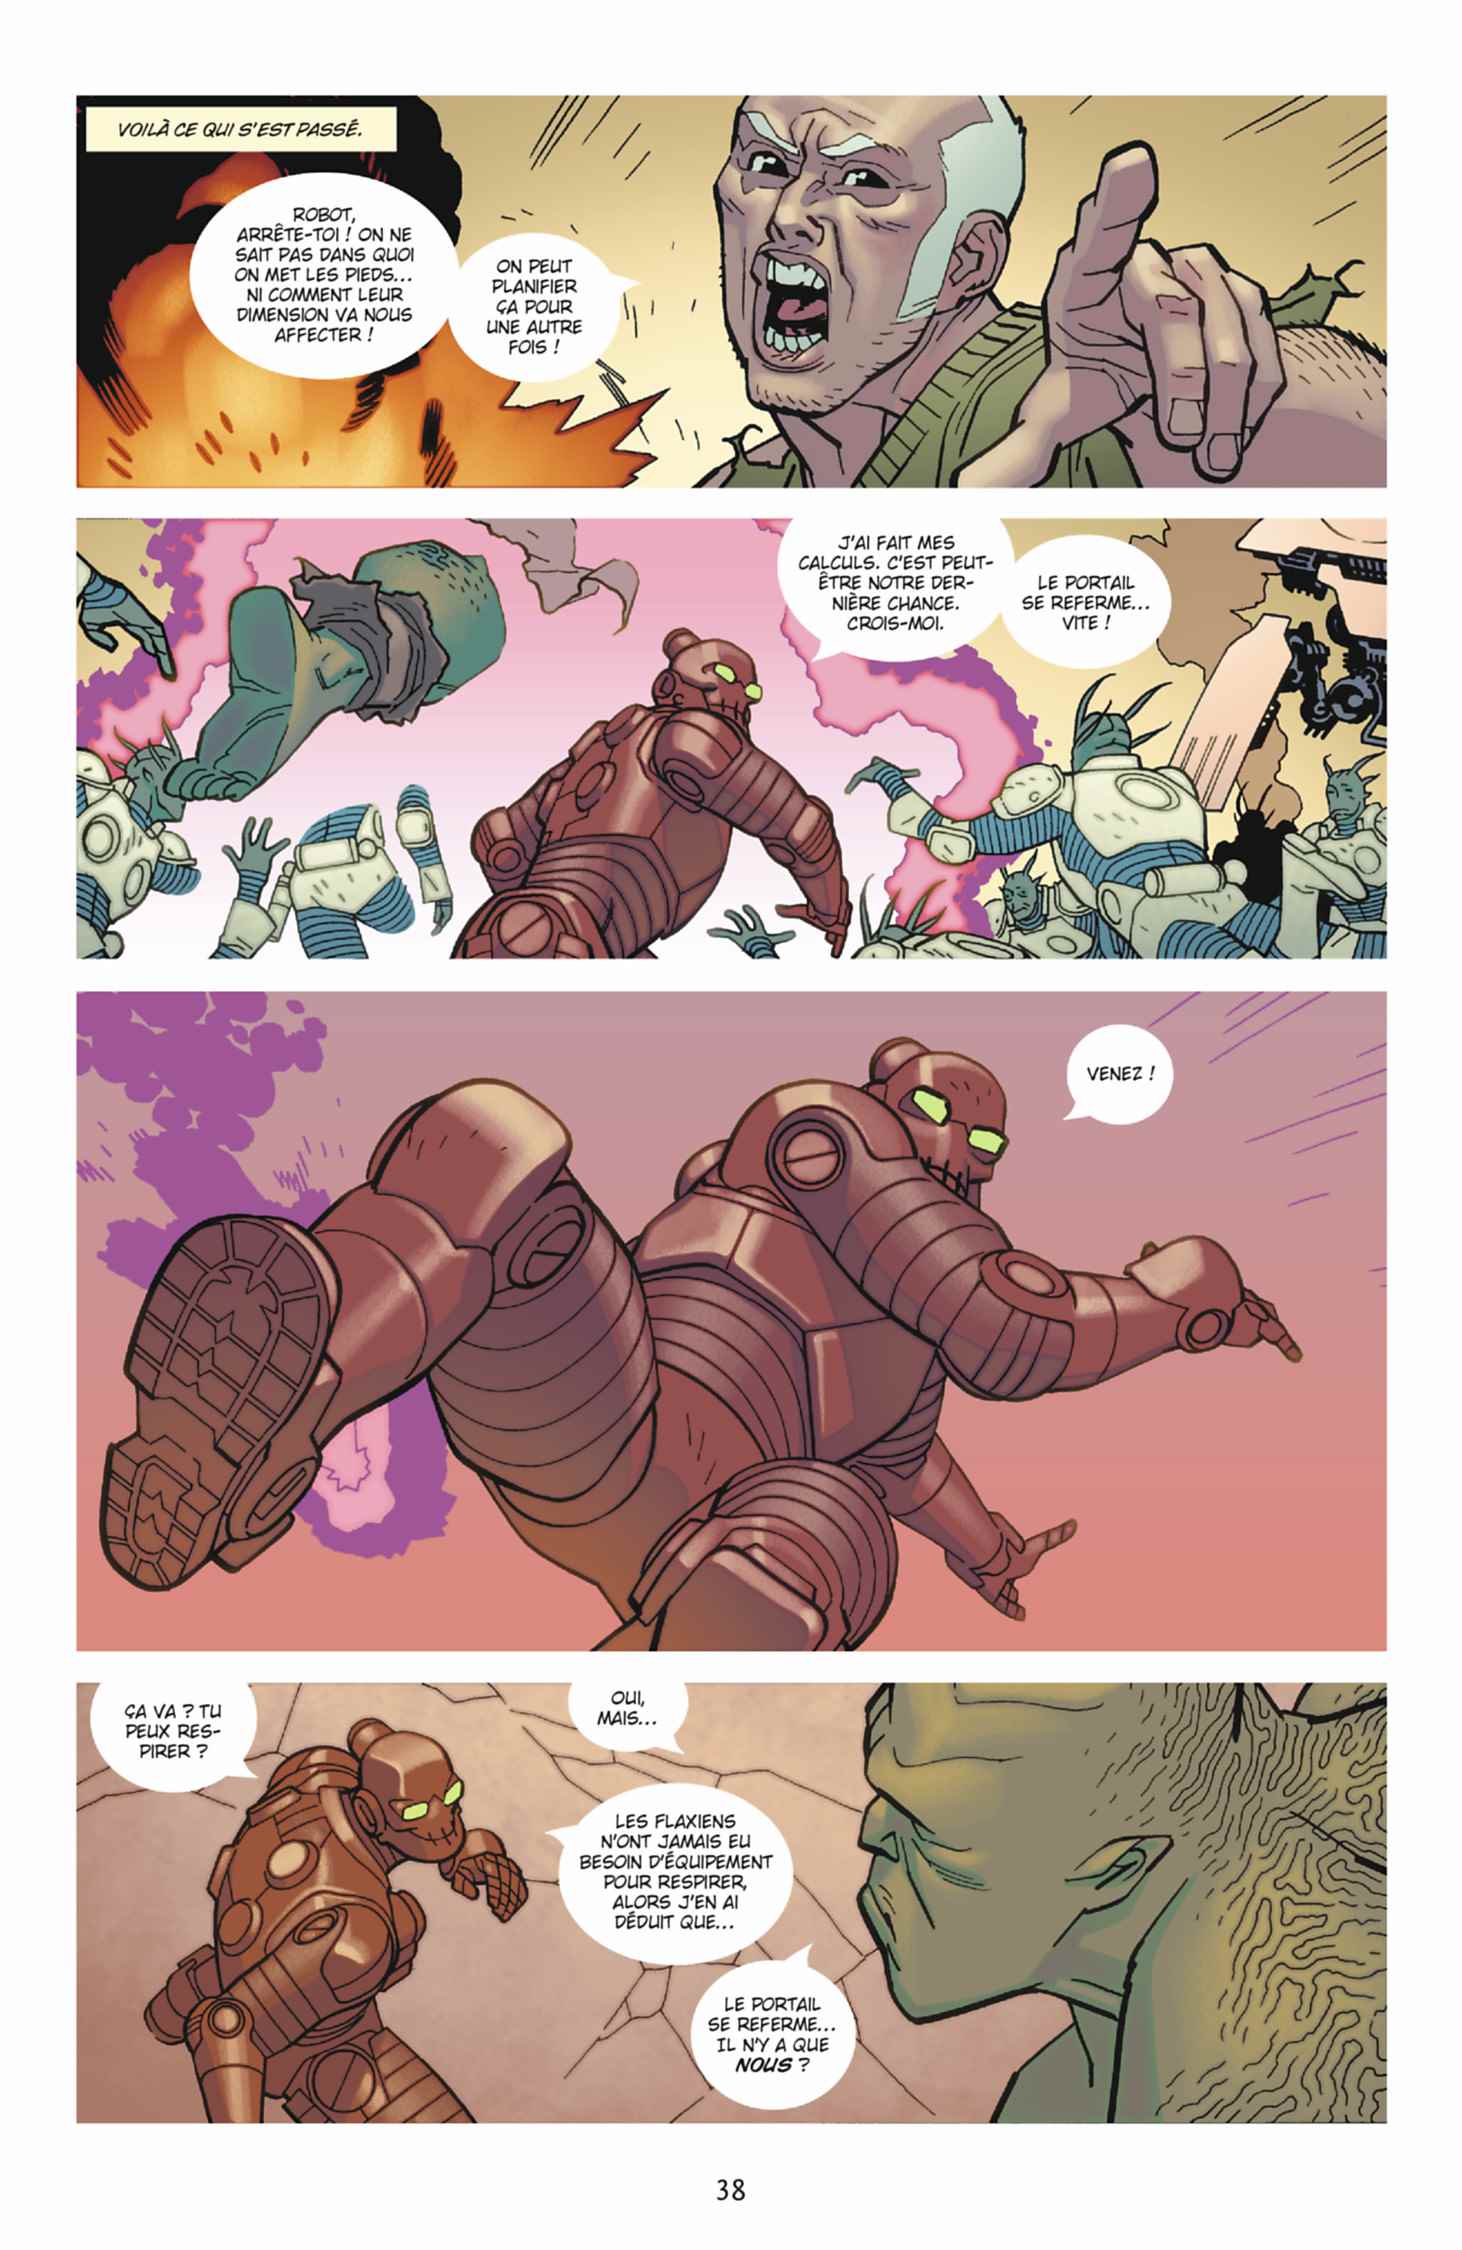 VOILÀ CE QUI S'EST PASSÉ.
ROBOT,
ARRÊTE-TOI ! ON NE
SAIT PAS DANS QUOI
ON MET LES PIEDS...
NI COMMENT LEUR
DIMENSION VA NOUS
AFFECTER !
ON PEUT
PLANIFIER
ÇA POUR
UNE AUTRE
FOIS !
J'AI FAIT MES
CALCULS. C'EST PEUT-
ÊTRE NOTRE DER-
NIÈRE CHANCE.
CROIS-MOI.
LE PORTAIL
SE REFERME...
VITE !
VENEZ !
ÇA VA ? TU
PEUX RES-
PIRER ?
OUI,
MAIS...
LES FLAXIENS
N'ONT JAMAIS EU
BESOIN D'ÉQUIPEMENT
POUR RESPIRER,
ALORS J'EN AI
DÉDUIT QUE...
LE PORTAIL
SE REFERME...
IL N'Y A QUE
NOUS ?
38